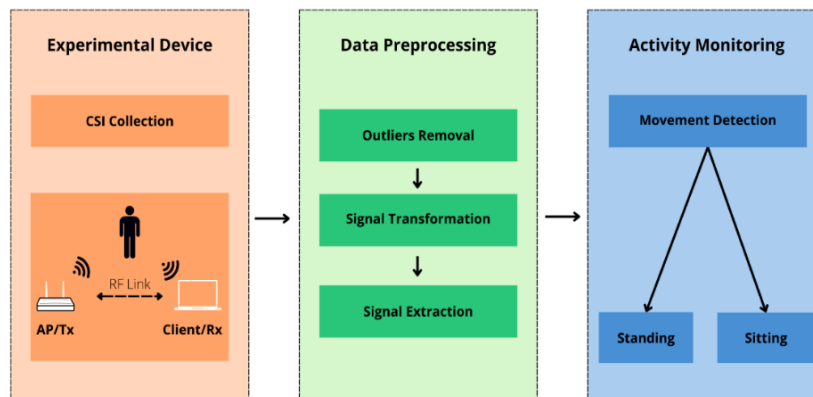 Experimental Device
CSI Collection
RF Link
AP/Tx
Client/Rx
Data Preprocessing
Outliers Removal
Signal Transformation
Signal Extraction
Activity Monitoring
Movement Detection
Standing
Sitting